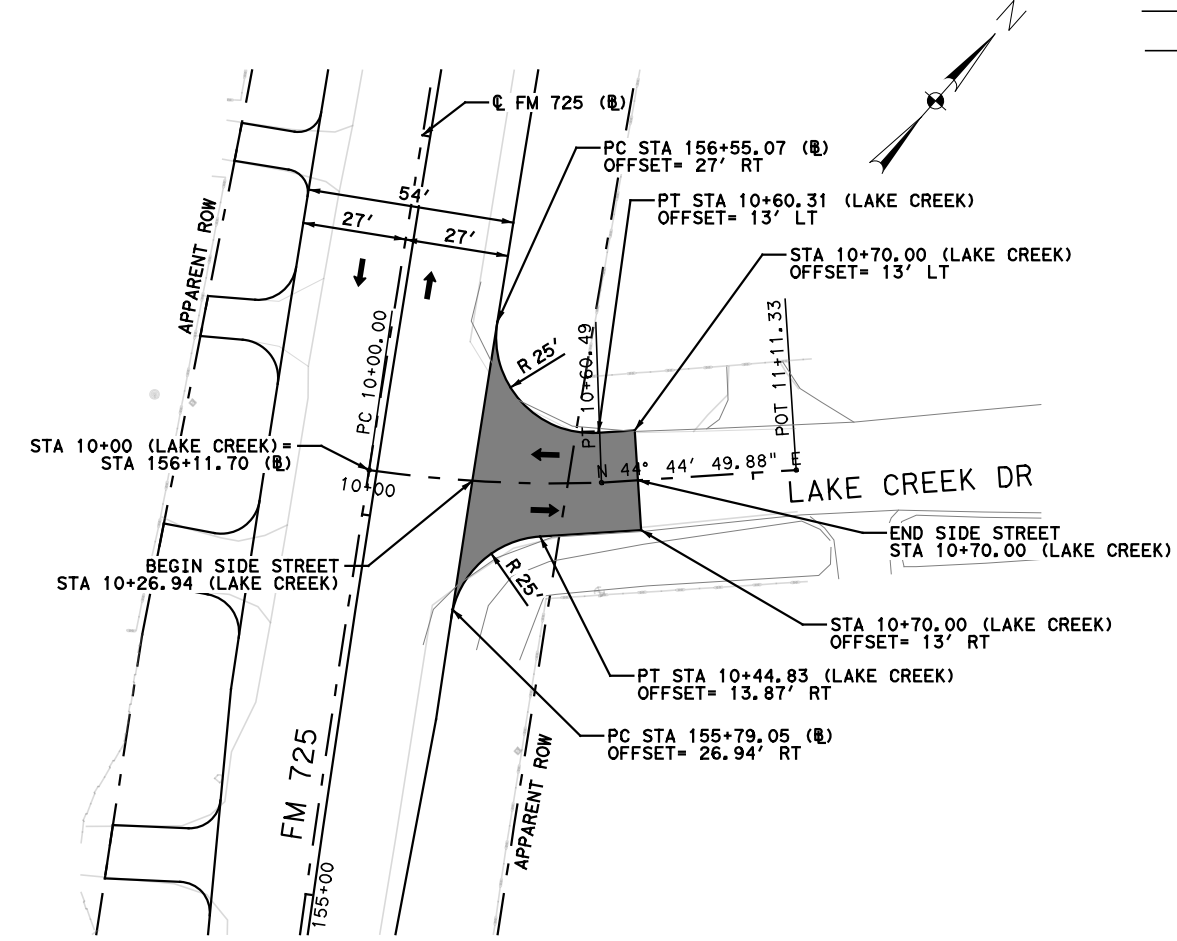 N
℄ FM 725 (B̲L̲)
PC STA 156+55.07 (B̲L̲)
OFFSET= 27' RT
PT STA 10+60.31 (LAKE CREEK)
OFFSET= 13' LT
54'
27'
27'
STA 10+70.00 (LAKE CREEK)
OFFSET= 13' LT
APPARENT ROW
PC 10+00.00
R 25'
PT 10+60.49
POT 11+11.33
STA 10+00 (LAKE CREEK)=
STA 156+11.70 (B̲L̲)
10+00
N 44° 44' 49.88" E
LAKE CREEK DR
END SIDE STREET
STA 10+70.00 (LAKE CREEK)
BEGIN SIDE STREET
STA 10+26.94 (LAKE CREEK)
R 25'
STA 10+70.00 (LAKE CREEK)
OFFSET= 13' RT
PT STA 10+44.83 (LAKE CREEK)
OFFSET= 13.87' RT
PC STA 155+79.05 (B̲L̲)
OFFSET= 26.94' RT
FM 725
APPARENT ROW
155+00